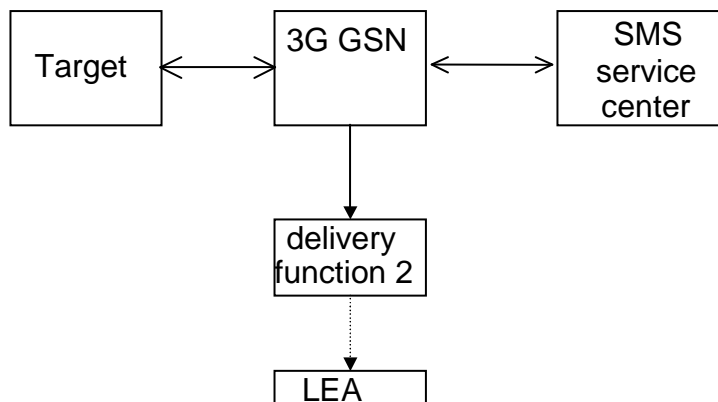 Target
3G GSN
SMS
service
center
delivery
function 2
LEA